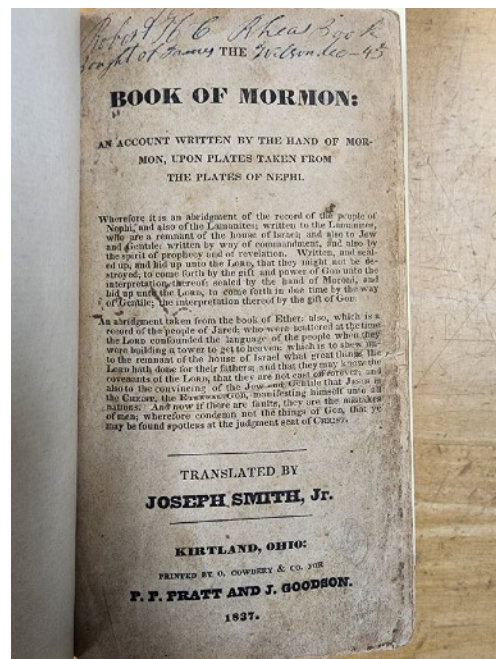 Robert H C Rheas Book
bought of James Wilson dec - 43
THE
BOOK OF MORMON:
AN ACCOUNT WRITTEN BY THE HAND OF MOR-
MON, UPON PLATES TAKEN FROM
THE PLATES OF NEPHI.
Wherefore it is an abridgment of the record of the people of
Nephi, and also of the Lamanites; written to the Lamanites,
who are a remnant of the house of Israel; and also to Jew
and Gentile: written by way of commandment, and also by
the spirit of prophecy and of revelation. Written, and seal-
ed up, and hid up unto the LORD, that they might not be de-
stroyed; to come forth by the gift and power of GOD unto the
interpretation thereof: sealed by the hand of Moroni, and
hid up unto the LORD, to come forth in due time by the way
of Gentile; the interpretation thereof by the gift of GOD
An abridgment taken from the book of Ether: also, which is a
record of the people of Jared; who were scattered at the time
the LORD confounded the language of the people when they
were building a tower to get to heaven: which is to shew un-
to the remnant of the house of Israel what great things the
LORD hath done for their fathers; and that they may know the
covenants of the LORD, that they are not cast off forever; and
also to the convincing of the Jew and Gentile that JESUS is
the CHRIST, the ETERNAL GOD, manifesting himself unto all
nations. And now if there are faults, they are the mistakes
of men; wherefore condemn not the things of GOD, that ye
may be found spotless at the judgment seat of CHRIST.
TRANSLATED BY
JOSEPH SMITH, Jr.
KIRTLAND, OHIO:
PRINTED BY O. COWDERY & CO. FOR
P. P. PRATT AND J. GOODSON.
1837.